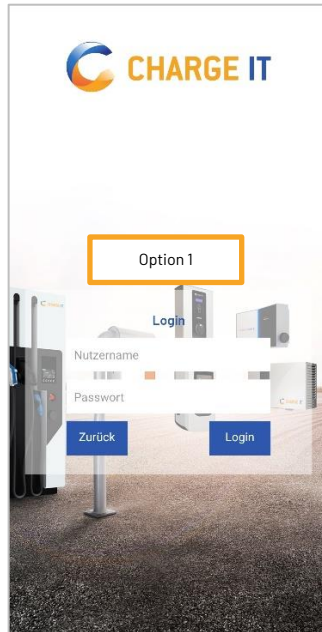 CHARGE IT
Option 1
Login
Nutzername
Passwort
Zurück
Login